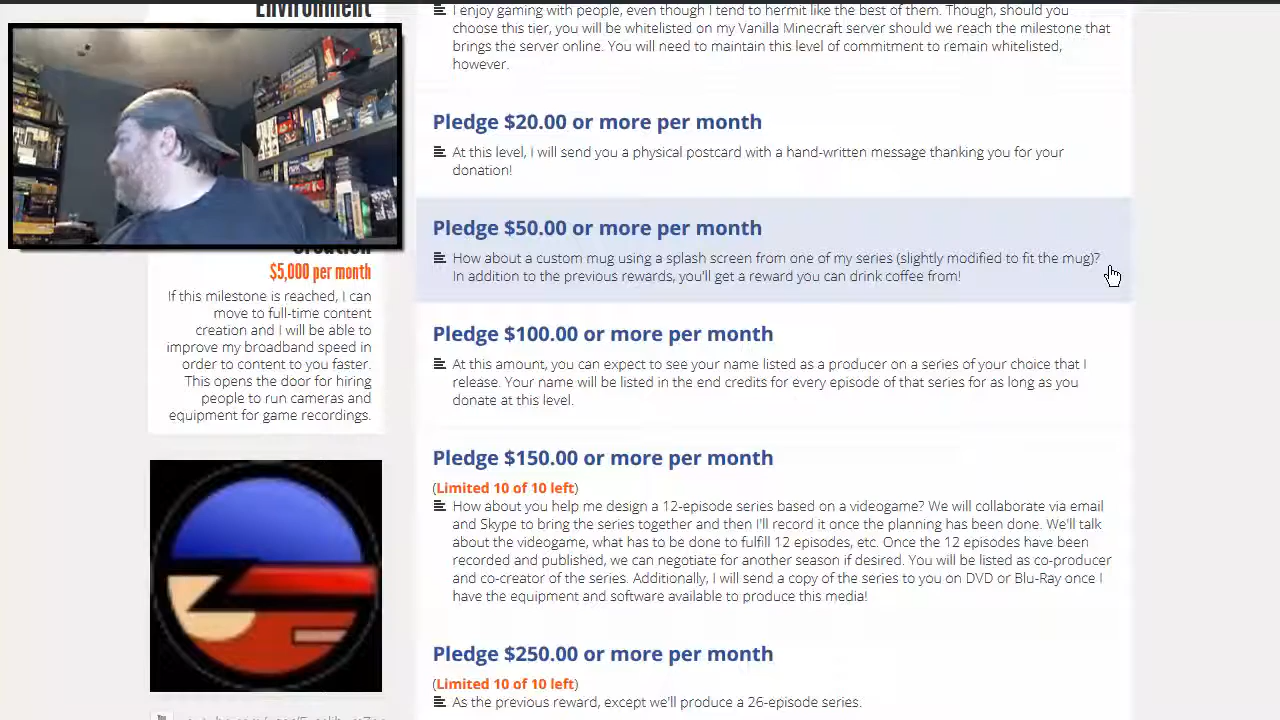 Environment
$5,000 per month
If this milestone is reached, I can
move to full-time content
creation and I will be able to
improve my broadband speed in
order to content to you faster.
This opens the door for hiring
people to run cameras and
equipment for game recordings.
I enjoy gaming with people, even though I tend to hermit like the best of them. Though, should you
choose this tier, you will be whitelisted on my Vanilla Minecraft server should we reach the milestone that
brings the server online. You will need to maintain this level of commitment to remain whitelisted,
however.
Pledge $20.00 or more per month
At this level, I will send you a physical postcard with a hand-written message thanking you for your
donation!
Pledge $50.00 or more per month
How about a custom mug using a splash screen from one of my series (slightly modified to fit the mug)?
In addition to the previous rewards, you'll get a reward you can drink coffee from!
Pledge $100.00 or more per month
At this amount, you can expect to see your name listed as a producer on a series of your choice that I
release. Your name will be listed in the end credits for every episode of that series for as long as you
donate at this level.
Pledge $150.00 or more per month
(Limited 10 of 10 left)
How about you help me design a 12-episode series based on a videogame? We will collaborate via email
and Skype to bring the series together and then I'll record it once the planning has been done. We'll talk
about the videogame, what has to be done to fulfill 12 episodes, etc. Once the 12 episodes have been
recorded and published, we can negotiate for another season if desired. You will be listed as co-producer
and co-creator of the series. Additionally, I will send a copy of the series to you on DVD or Blu-Ray once I
have the equipment and software available to produce this media!
Pledge $250.00 or more per month
(Limited 10 of 10 left)
As the previous reward, except we'll produce a 26-episode series.